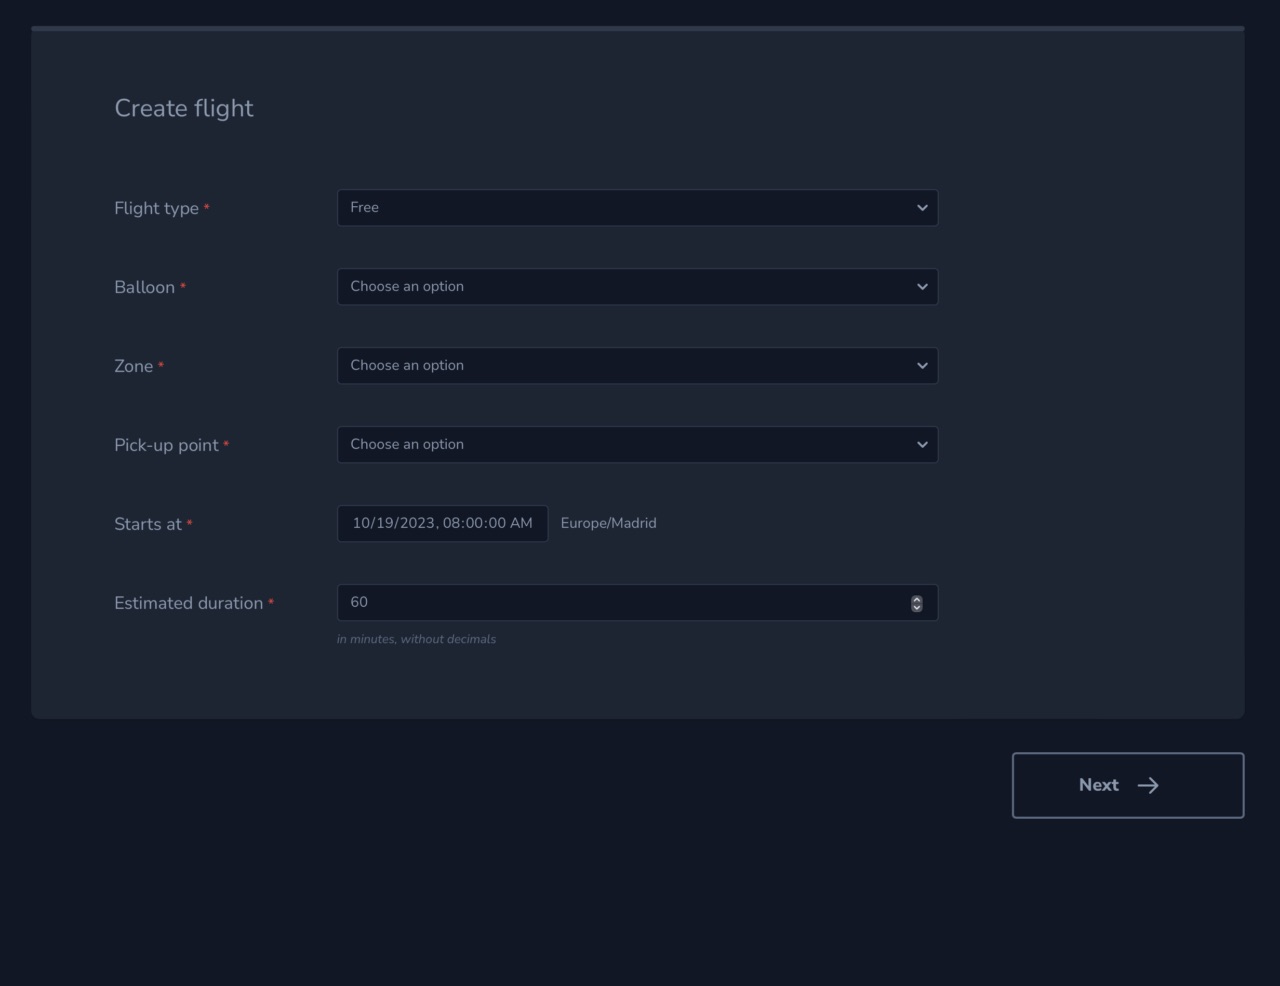 Create flight
Flight type * Free
Balloon * Choose an option
Zone * Choose an option
Pick-up point * Choose an option
Starts at * 10/19/2023, 08:00:00 AM Europe/Madrid
Estimated duration * 60
in minutes, without decimals
Next →